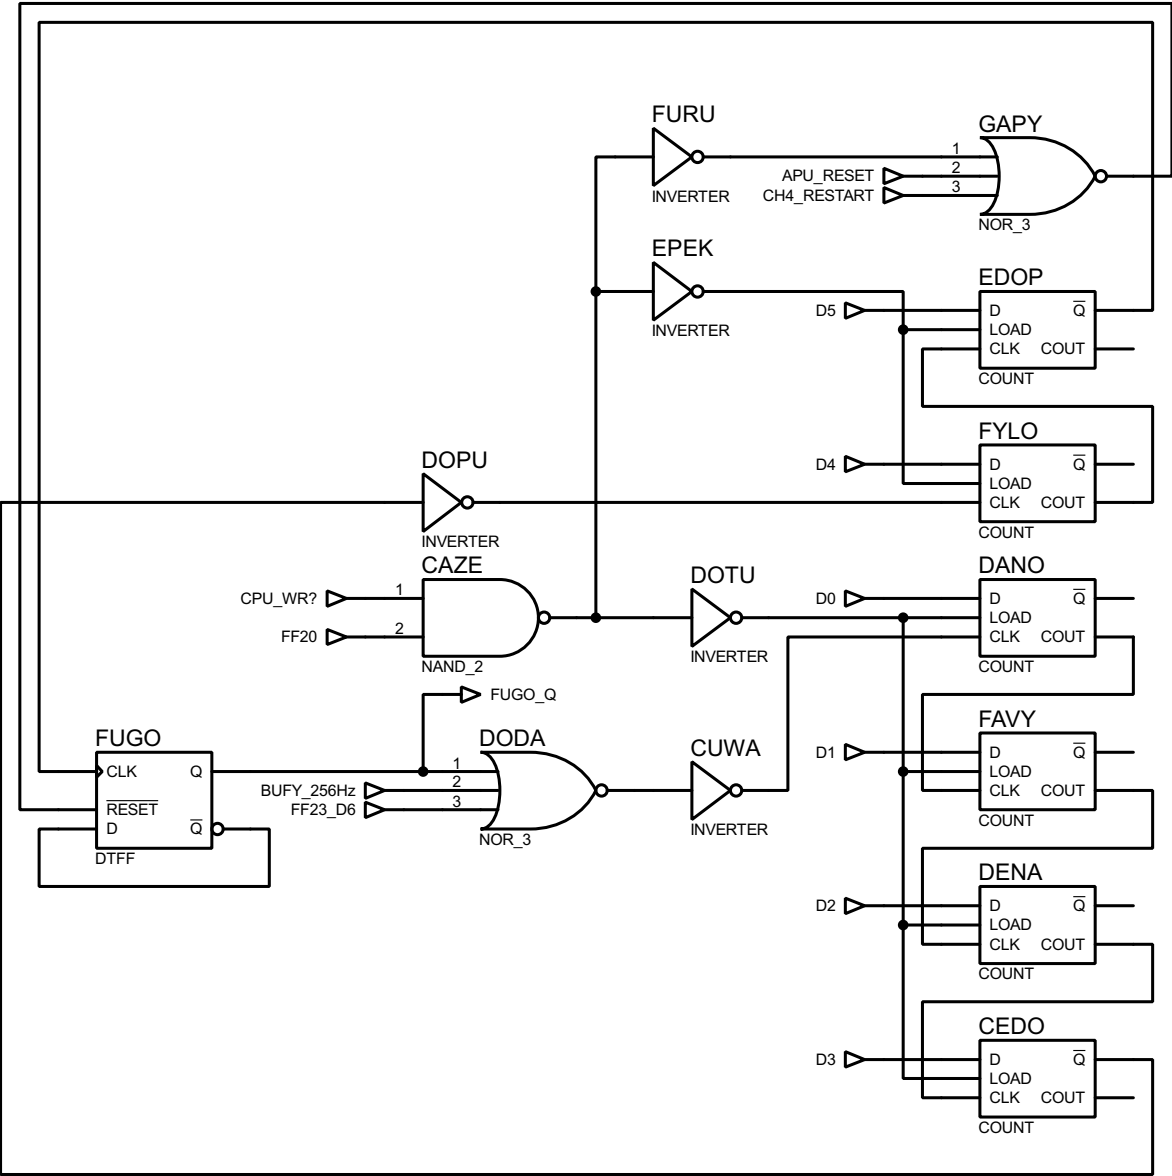 FURU
INVERTER
GAPY
1
APU_RESET 2
CH4_RESTART 3
NOR_3
EPEK
INVERTER
EDOP
D5 D Q̅
LOAD
CLK COUT
COUNT
FYLO
D4 D Q̅
LOAD
CLK COUT
COUNT
DOPU
INVERTER
CAZE
CPU_WR? 1
FF20 2
NAND_2
DOTU
INVERTER
DANO
D0 D Q̅
LOAD
CLK COUT
COUNT
FUGO_Q
FUGO
CLK Q
R̅E̅S̅E̅T̅
D Q̅
DTFF
DODA
1
BUFY_256Hz 2
FF23_D6 3
NOR_3
CUWA
INVERTER
FAVY
D1 D Q̅
LOAD
CLK COUT
COUNT
DENA
D2 D Q̅
LOAD
CLK COUT
COUNT
CEDO
D3 D Q̅
LOAD
CLK COUT
COUNT